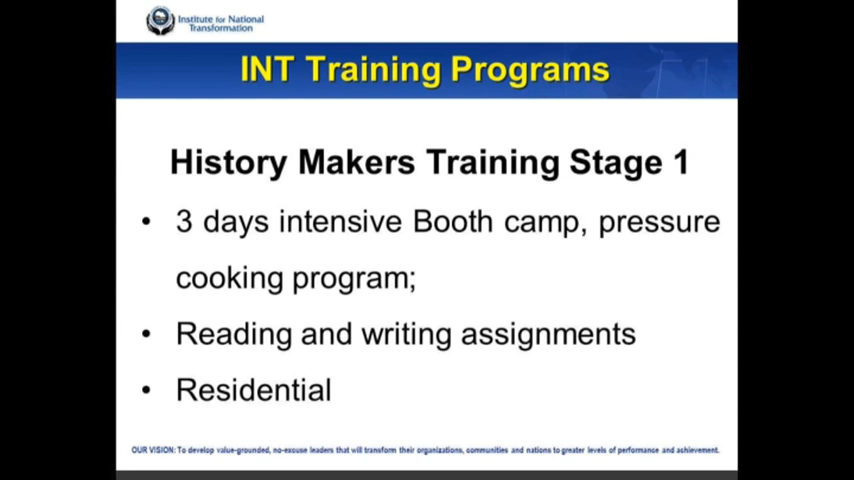 Institute for National
Transformation
INT Training Programs
History Makers Training Stage 1
• 3 days intensive Booth camp, pressure
cooking program;
• Reading and writing assignments
• Residential
OUR VISION: To develop value-grounded, no-excuse leaders that will transform their organizations, communities and nations to greater levels of performance and achievement.